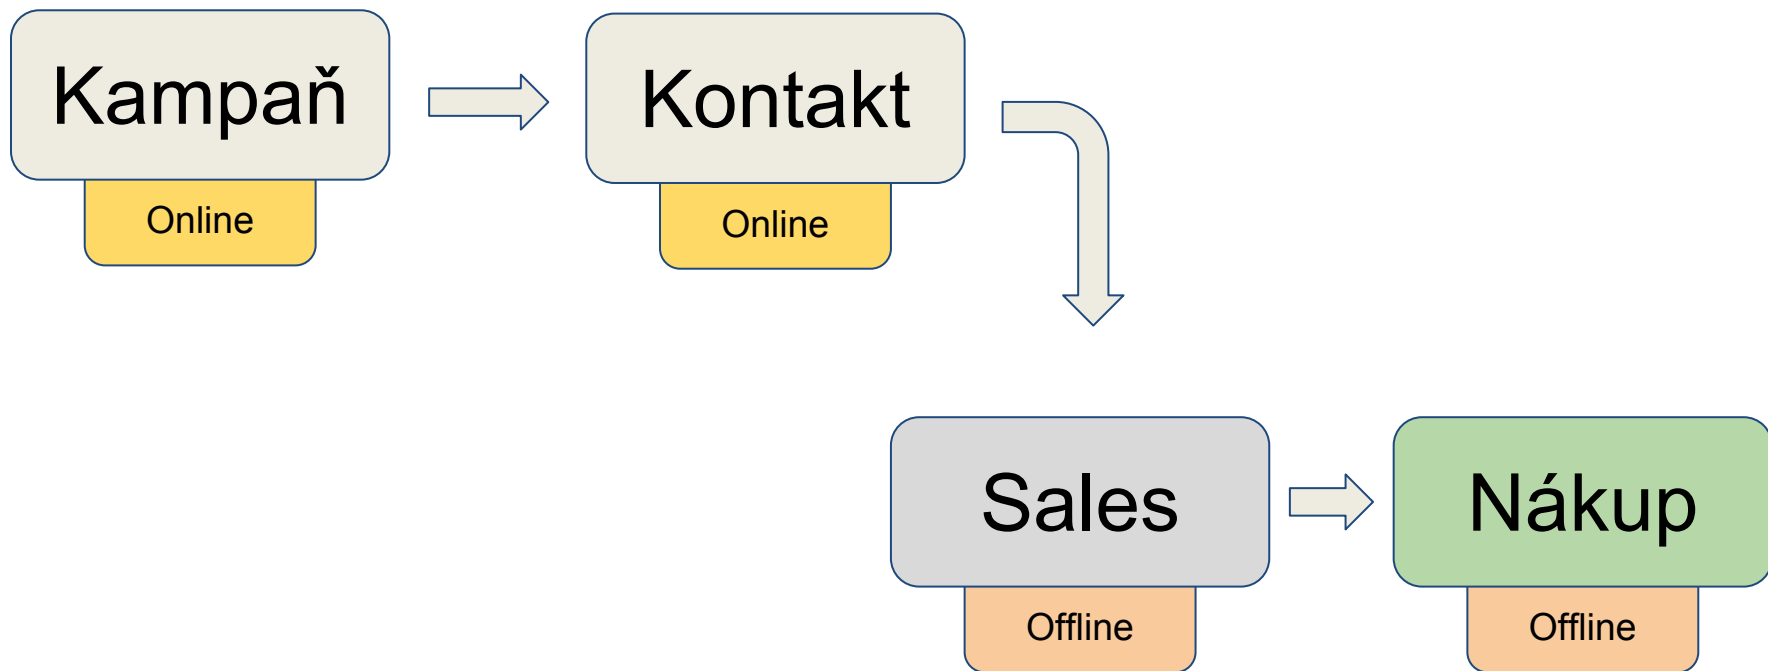 Kampaň
Online
Kontakt
Online
Sales
Offline
Nákup
Offline